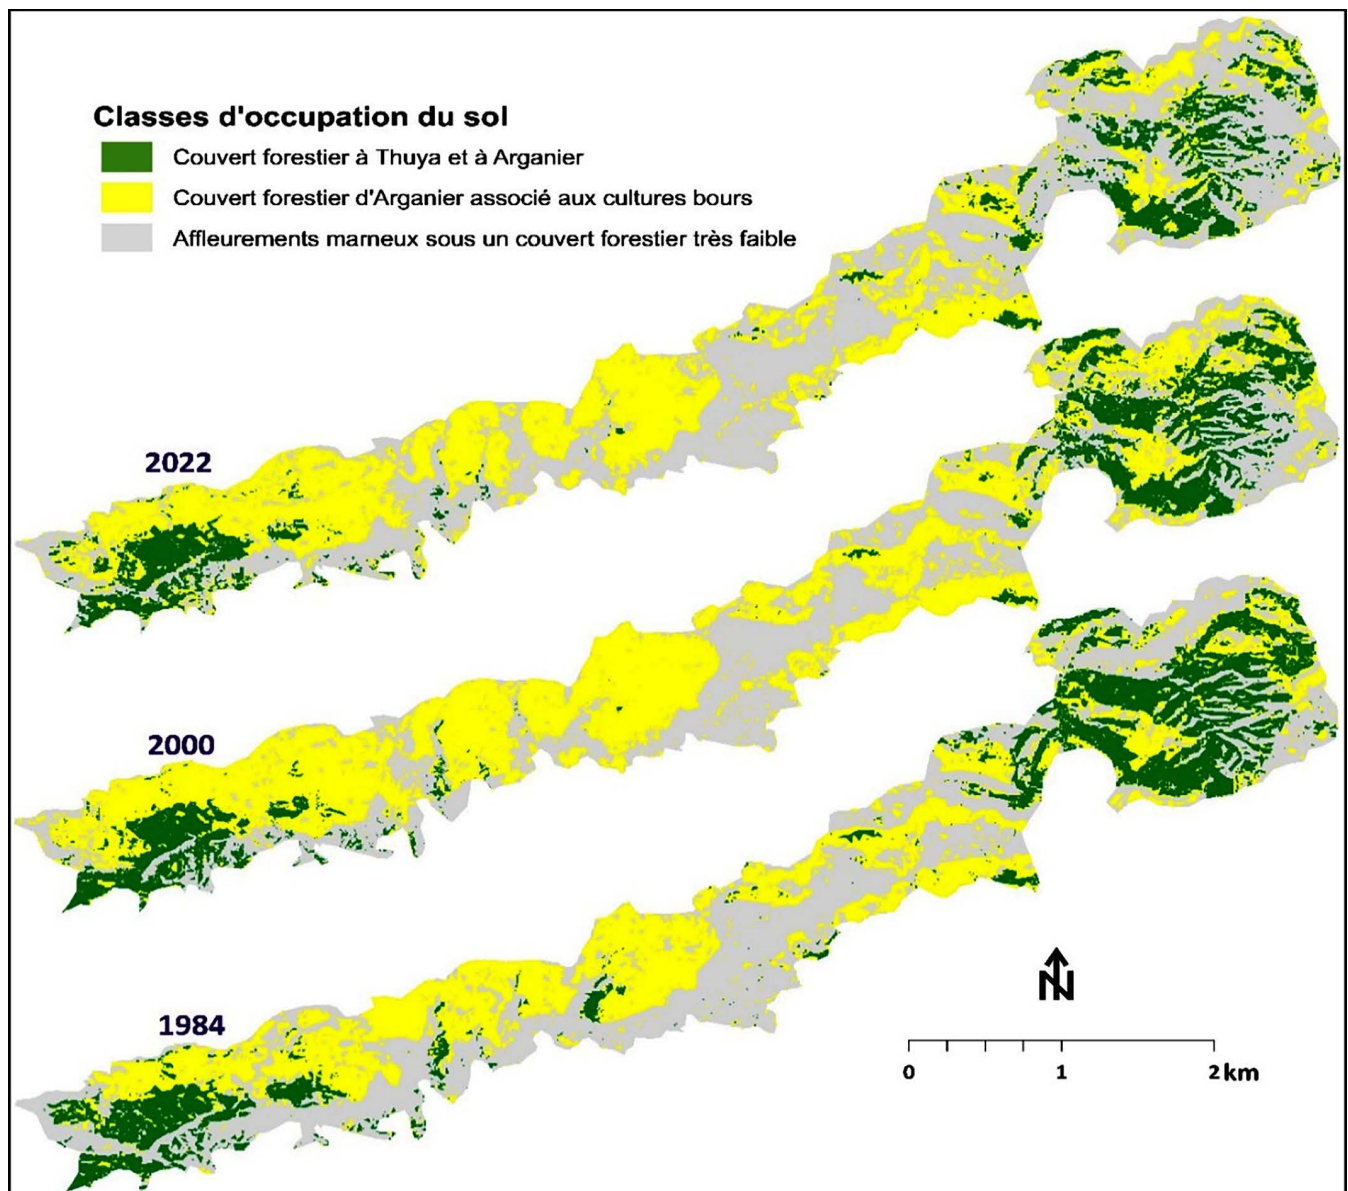 Classes d'occupation du sol
Couvert forestier à Thuya et à Arganier
Couvert forestier d'Arganier associé aux cultures bours
Affleurements marneux sous un couvert forestier très faible
2022
2000
1984
N
0 1 2 km